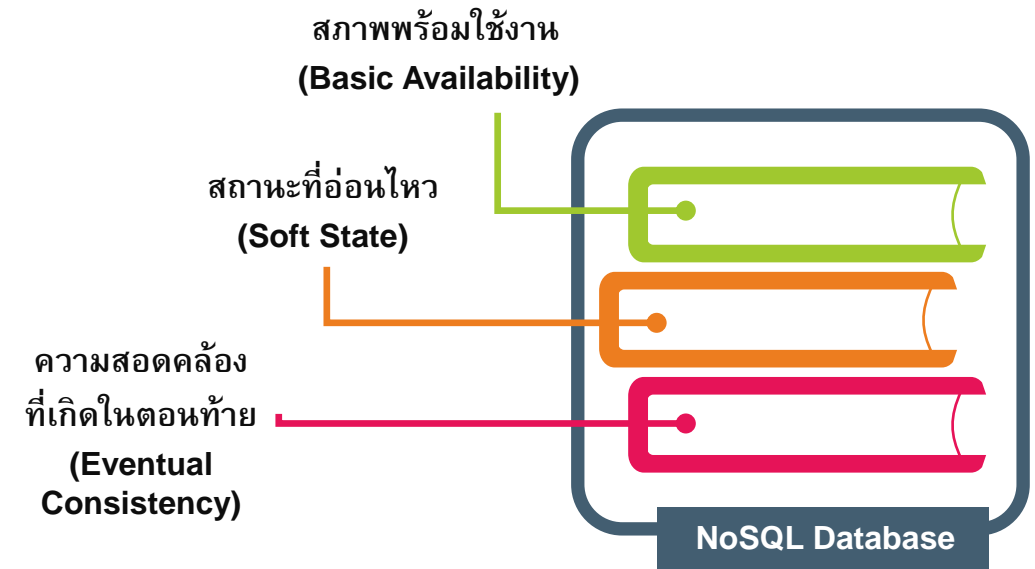 สภาพพร้อมใช้งาน
(Basic Availability)
สถานะที่อ่อนไหว
(Soft State)
ความสอดคล้อง
ที่เกิดในตอนท้าย
(Eventual
Consistency)
NoSQL Database